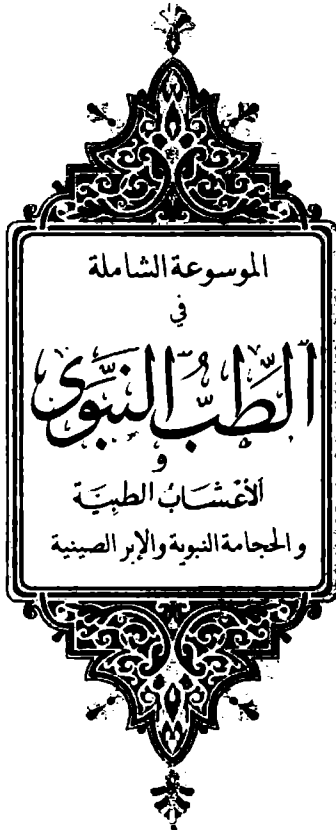 الموسوعة الشاملة
في
الطب النبوي
و
الأعشاب الطبية
والحجامة النبوية والإبر الصينية